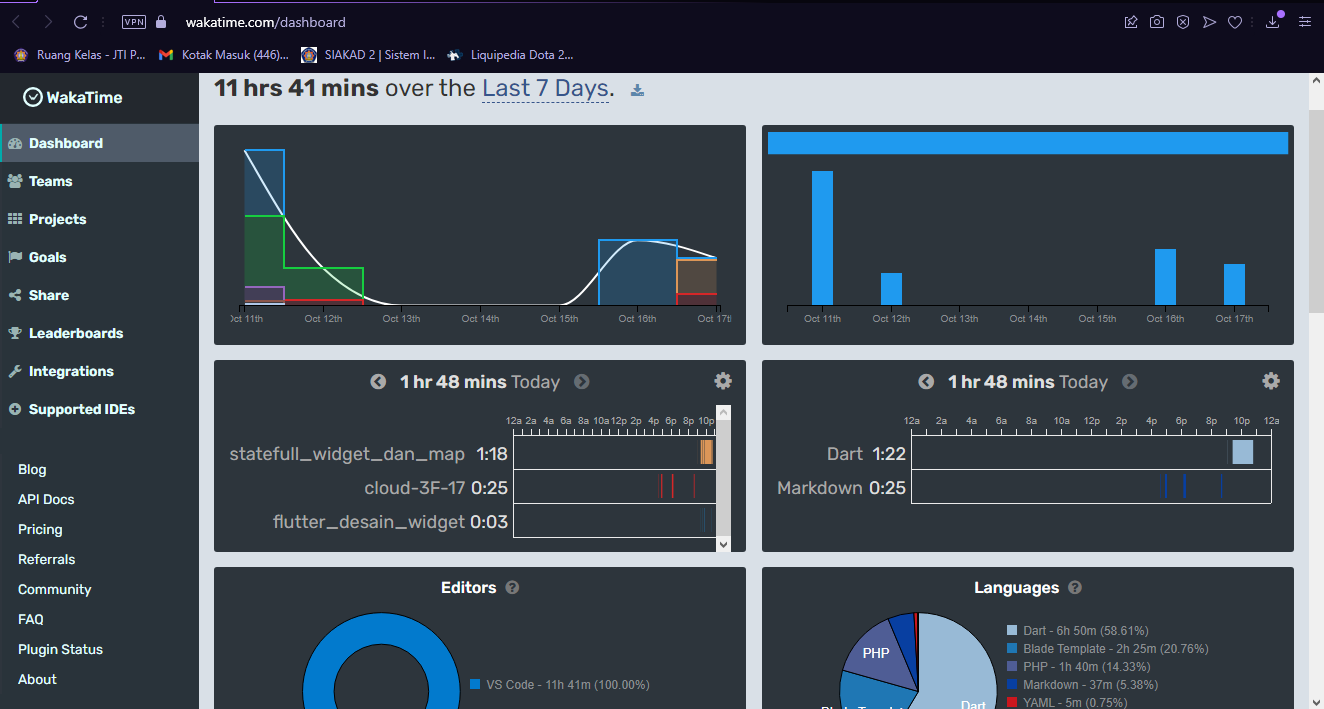 VPN wakatime.com/dashboard
Ruang Kelas - JTI P... Kotak Masuk (446)... SIAKAD 2 | Sistem I... Liquipedia Dota 2...
WakaTime
Dashboard
Teams
Projects
Goals
Share
Leaderboards
Integrations
Supported IDEs
Blog
API Docs
Pricing
Referrals
Community
FAQ
Plugin Status
About
11 hrs 41 mins over the Last 7 Days.
Oct 11th Oct 12th Oct 13th Oct 14th Oct 15th Oct 16th Oct 17th
Oct 11th Oct 12th Oct 13th Oct 14th Oct 15th Oct 16th Oct 17th
1 hr 48 mins Today
12a 2a 4a 6a 8a 10a 12p 2p 4p 6p 8p 10p
statefull_widget_dan_map 1:18
cloud-3F-17 0:25
flutter_desain_widget 0:03
1 hr 48 mins Today
12a 2a 4a 6a 8a 10a 12p 2p 4p 6p 8p 10p 12a
Dart 1:22
Markdown 0:25
Editors ?
VS Code - 11h 41m (100.00%)
Languages ?
PHP
Dart
Dart - 6h 50m (58.61%)
Blade Template - 2h 25m (20.76%)
PHP - 1h 40m (14.33%)
Markdown - 37m (5.38%)
YAML - 5m (0.75%)